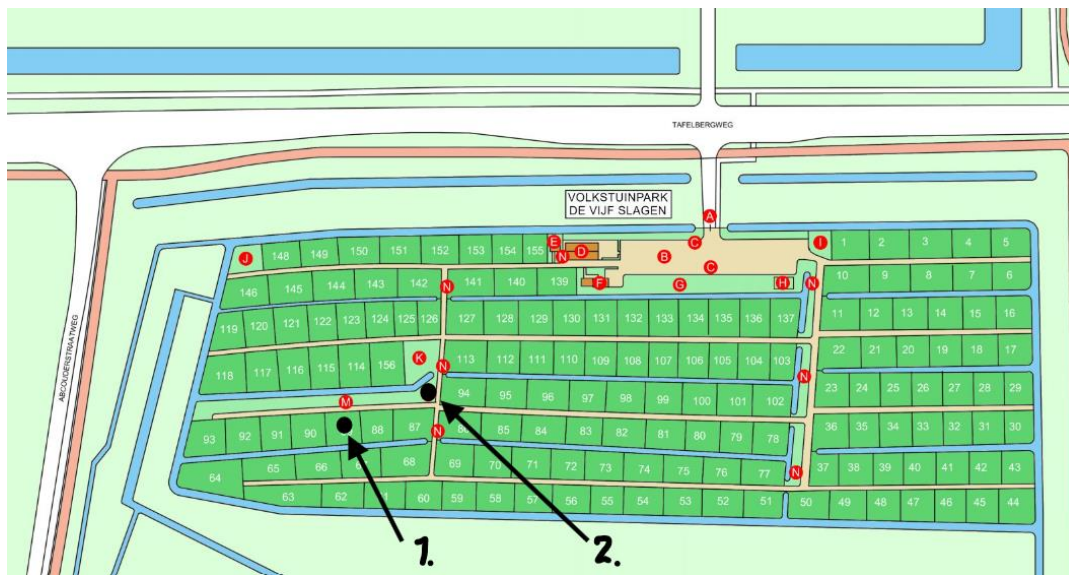 TAFELBERGWEG
ABCOUDERSTRAATWEG
VOLKSTUINPARK
DE VIJF SLAGEN
A
J 148 149 150 151 152 153 154 155 E N D B C C I 1 2 3 4 5
146 145 144 143 142 N 141 140 139 F G H N 10 9 8 7 6
119 120 121 122 123 124 125 126 127 128 129 130 131 132 133 134 135 136 137 11 12 13 14 15 16
118 117 116 115 114 156 K N 113 112 111 110 109 108 107 106 105 104 103 N 22 21 20 19 18 17
M 94 95 96 97 98 99 100 101 102 23 24 25 26 27 28 29
93 92 91 90 88 87 N 85 84 83 82 81 80 79 78 36 35 34 33 32 31 30
64 65 66 68 69 70 71 72 73 74 75 76 77 N 37 38 39 40 41 42 43
63 62 60 59 58 57 56 55 54 53 52 51 50 49 48 47 46 45 44
1. 2.